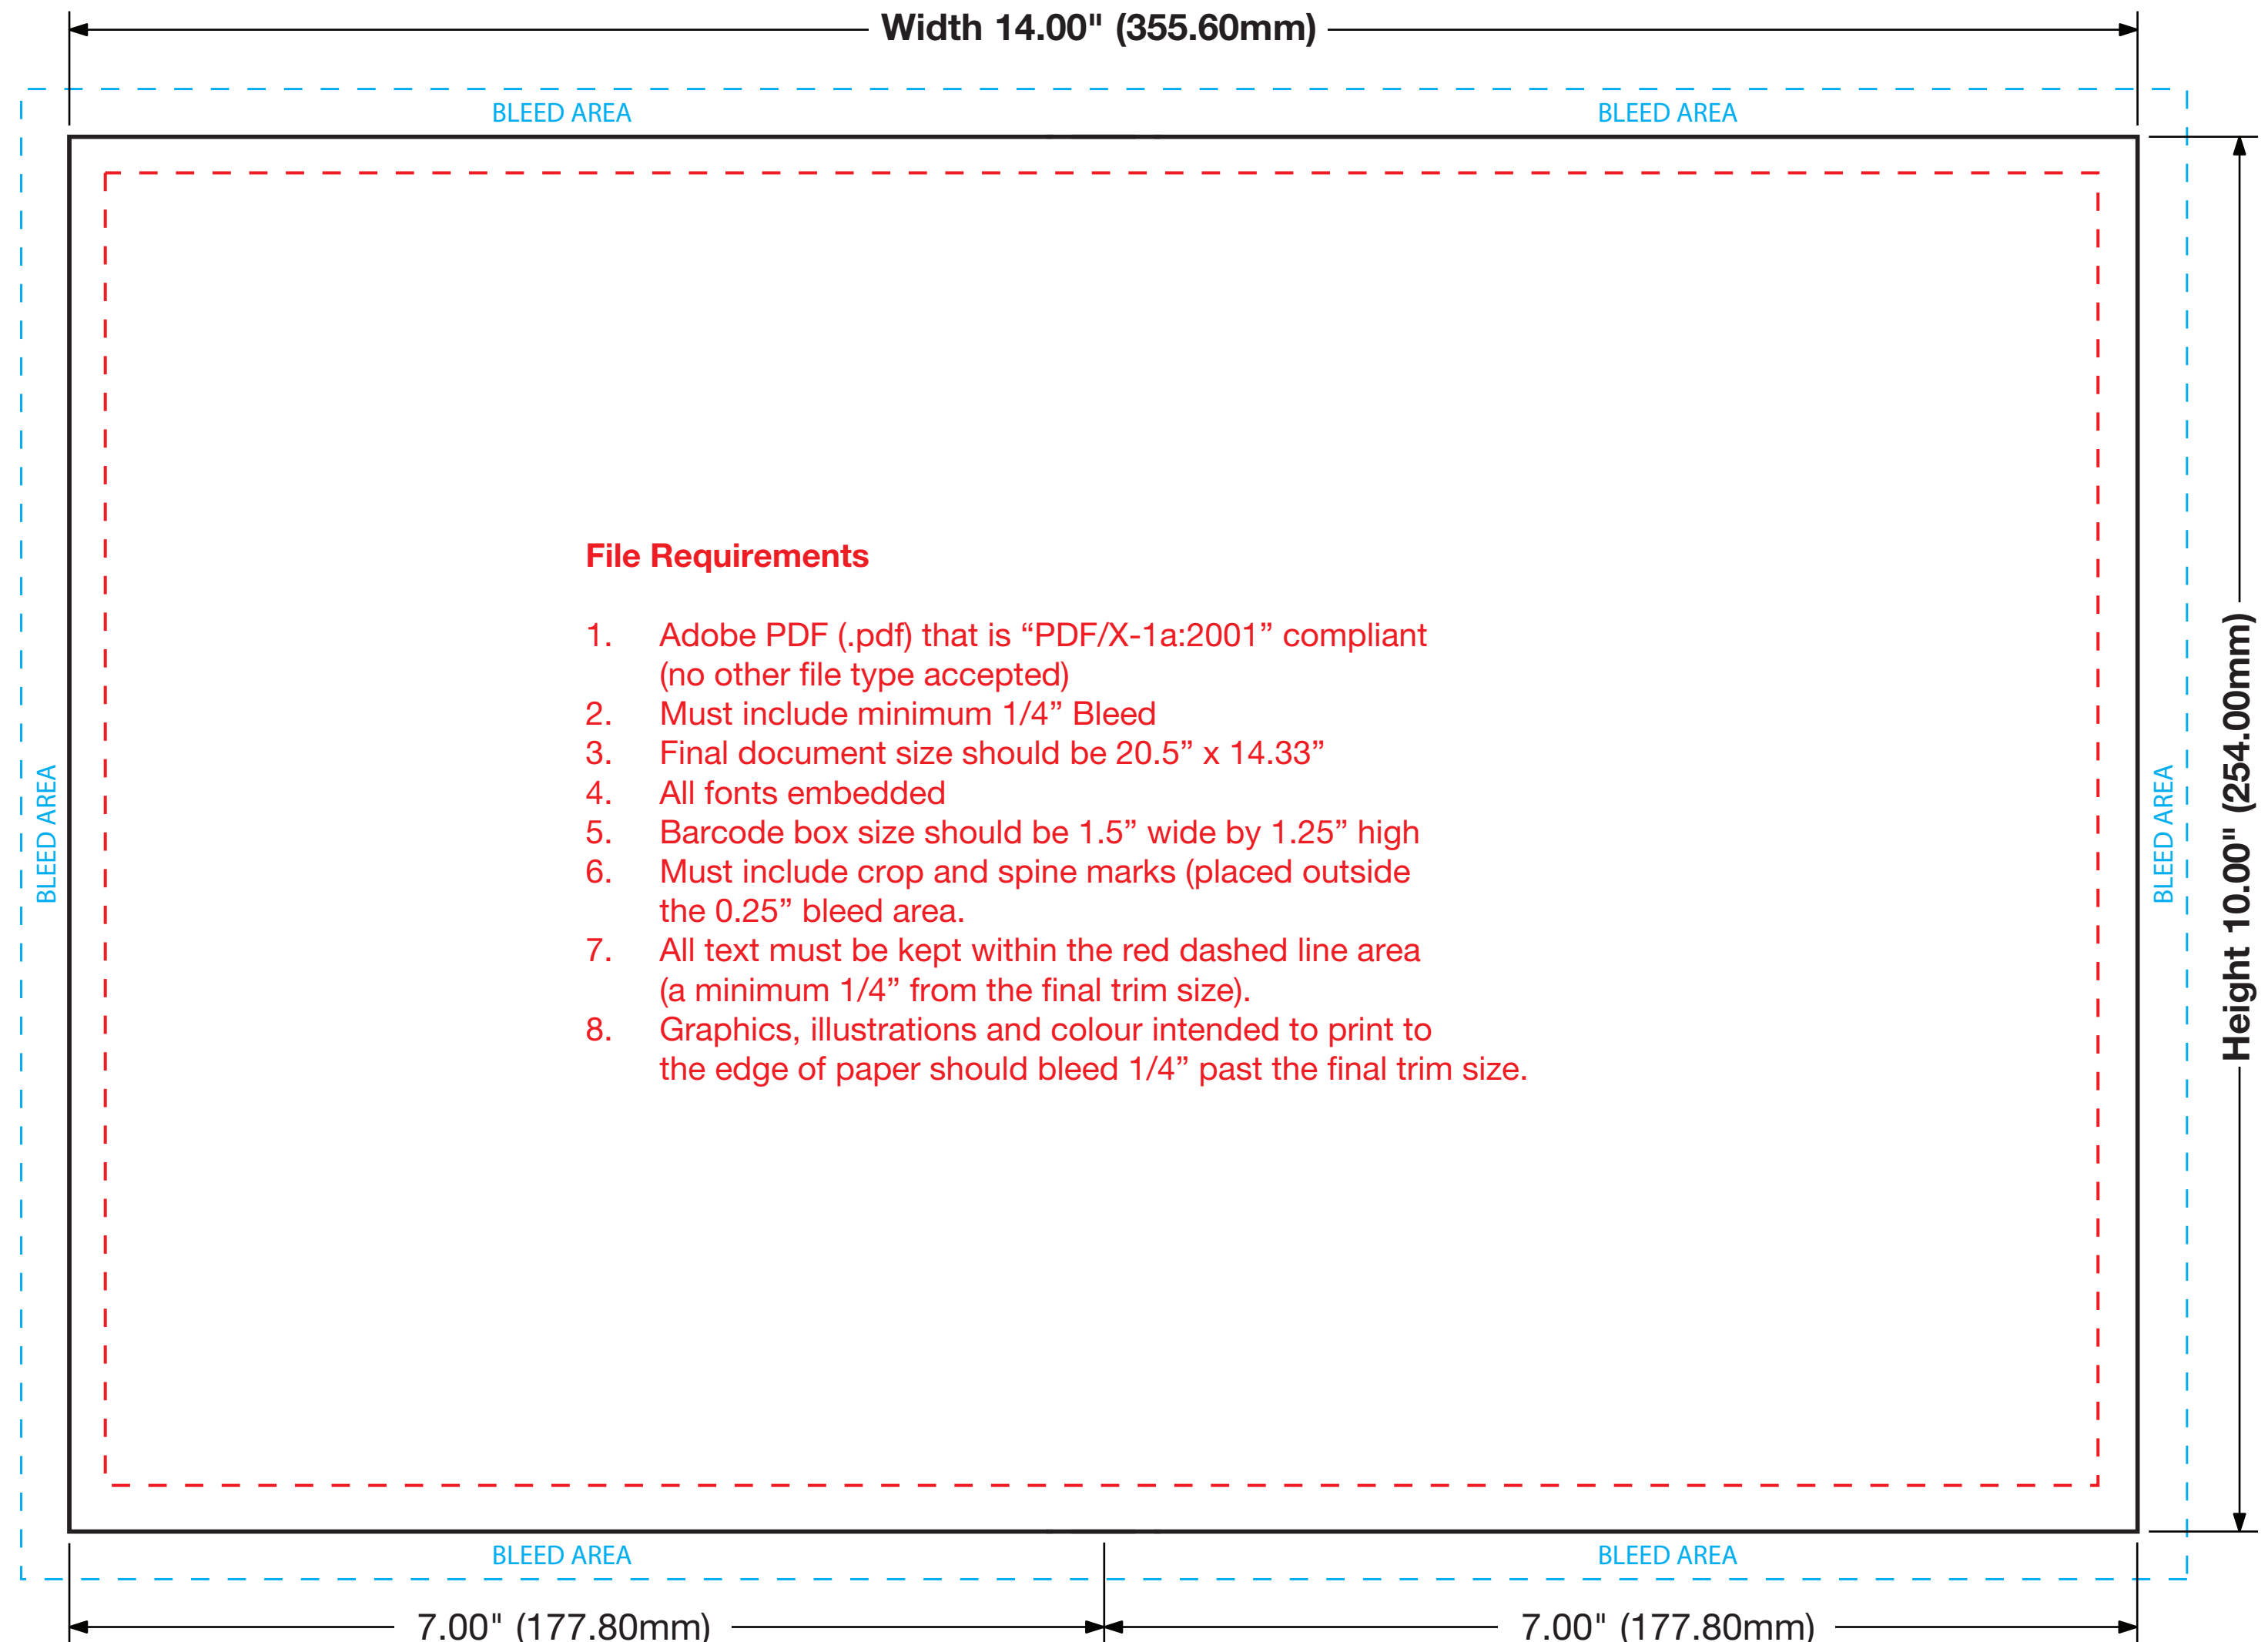 Width 14.00" (355.60mm)
BLEED AREA
BLEED AREA
File Requirements
1. Adobe PDF (.pdf) that is “PDF/X-1a:2001” compliant
(no other file type accepted)
2. Must include minimum 1/4” Bleed
3. Final document size should be 20.5” x 14.33”
4. All fonts embedded
5. Barcode box size should be 1.5” wide by 1.25” high
6. Must include crop and spine marks (placed outside
the 0.25” bleed area.
7. All text must be kept within the red dashed line area
(a minimum 1/4” from the final trim size).
8. Graphics, illustrations and colour intended to print to
the edge of paper should bleed 1/4” past the final trim size.
BLEED AREA
BLEED AREA
Height 10.00" (254.00mm)
BLEED AREA
BLEED AREA
7.00" (177.80mm)
7.00" (177.80mm)